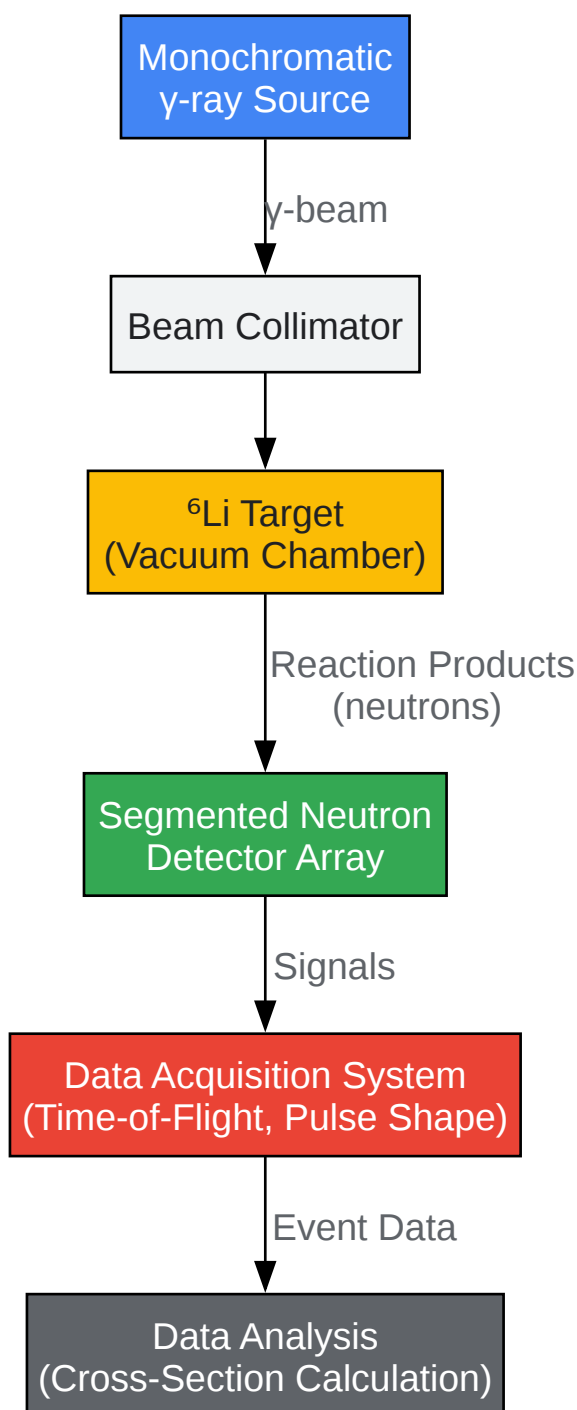 Monochromatic
γ-ray Source
γ-beam
Beam Collimator
⁶Li Target
(Vacuum Chamber)
Reaction Products
(neutrons)
Segmented Neutron
Detector Array
Signals
Data Acquisition System
(Time-of-Flight, Pulse Shape)
Event Data
Data Analysis
(Cross-Section Calculation)